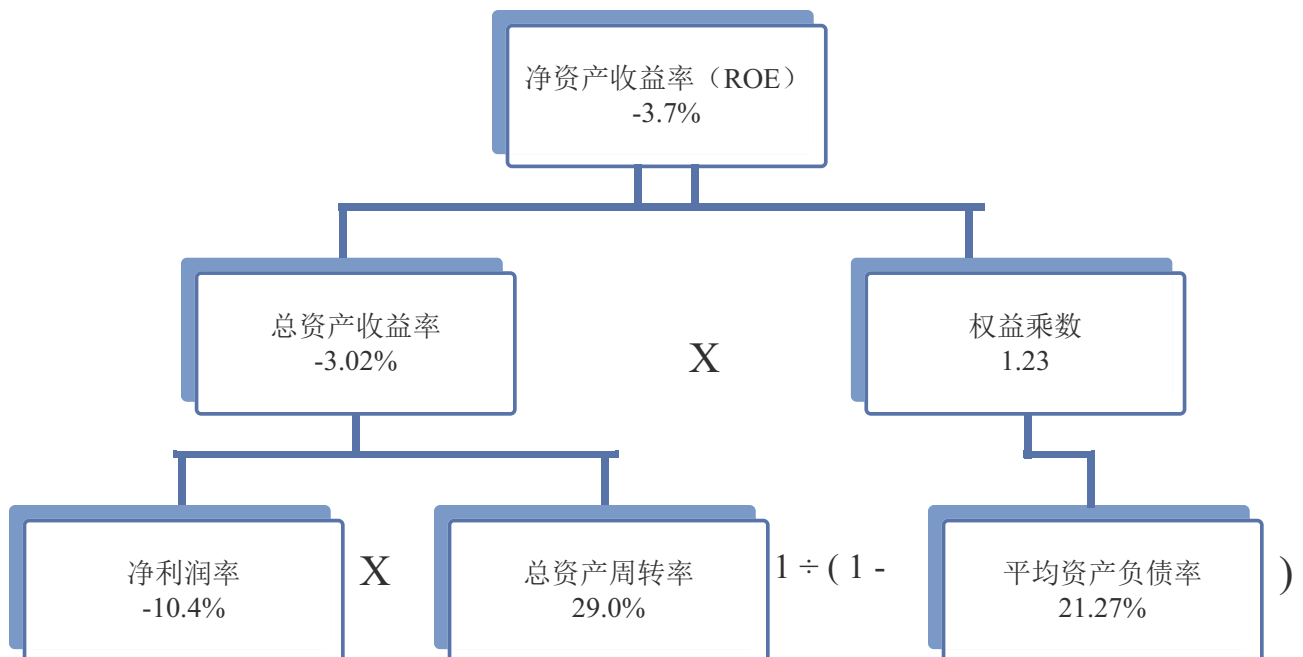 净资产收益率（ROE）
-3.7%
总资产收益率
-3.02%
X
权益乘数
1.23
净利润率
-10.4%
X
总资产周转率
29.0%
1 ÷ ( 1 -
平均资产负债率
21.27%
)